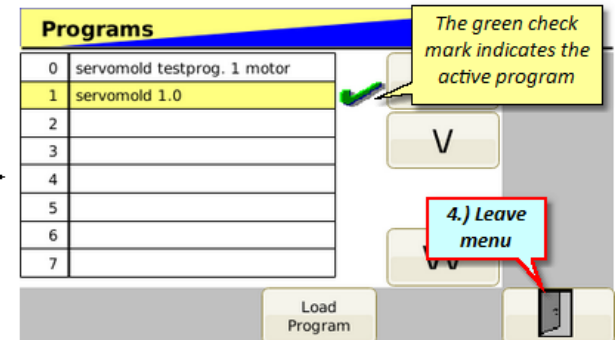 Programs
The green check
mark indicates the
active program
0 servomold testprog. 1 motor
1 servomold 1.0
2
3
4
5
6
7
V
4.) Leave
menu
Load
Program